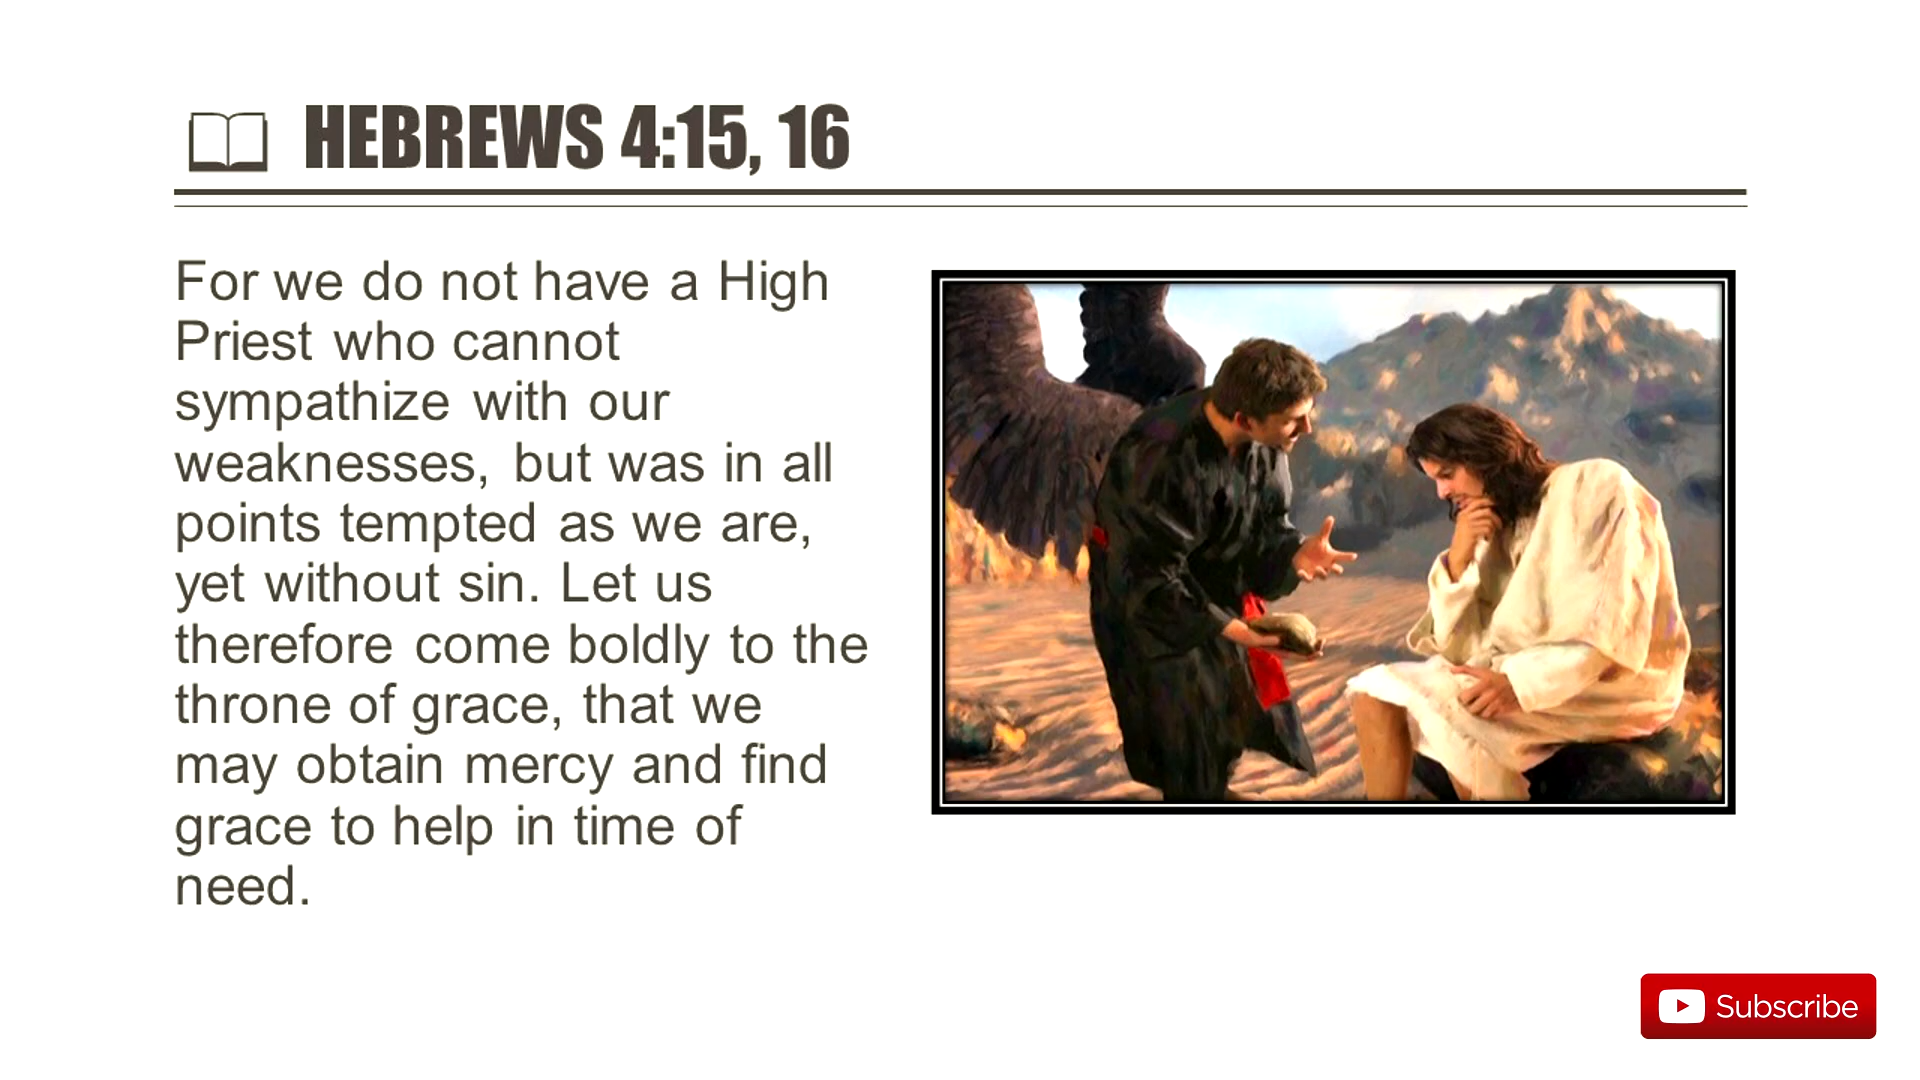 HEBREWS 4:15, 16
For we do not have a High
Priest who cannot
sympathize with our
weaknesses, but was in all
points tempted as we are,
yet without sin. Let us
therefore come boldly to the
throne of grace, that we
may obtain mercy and find
grace to help in time of
need.
Subscribe